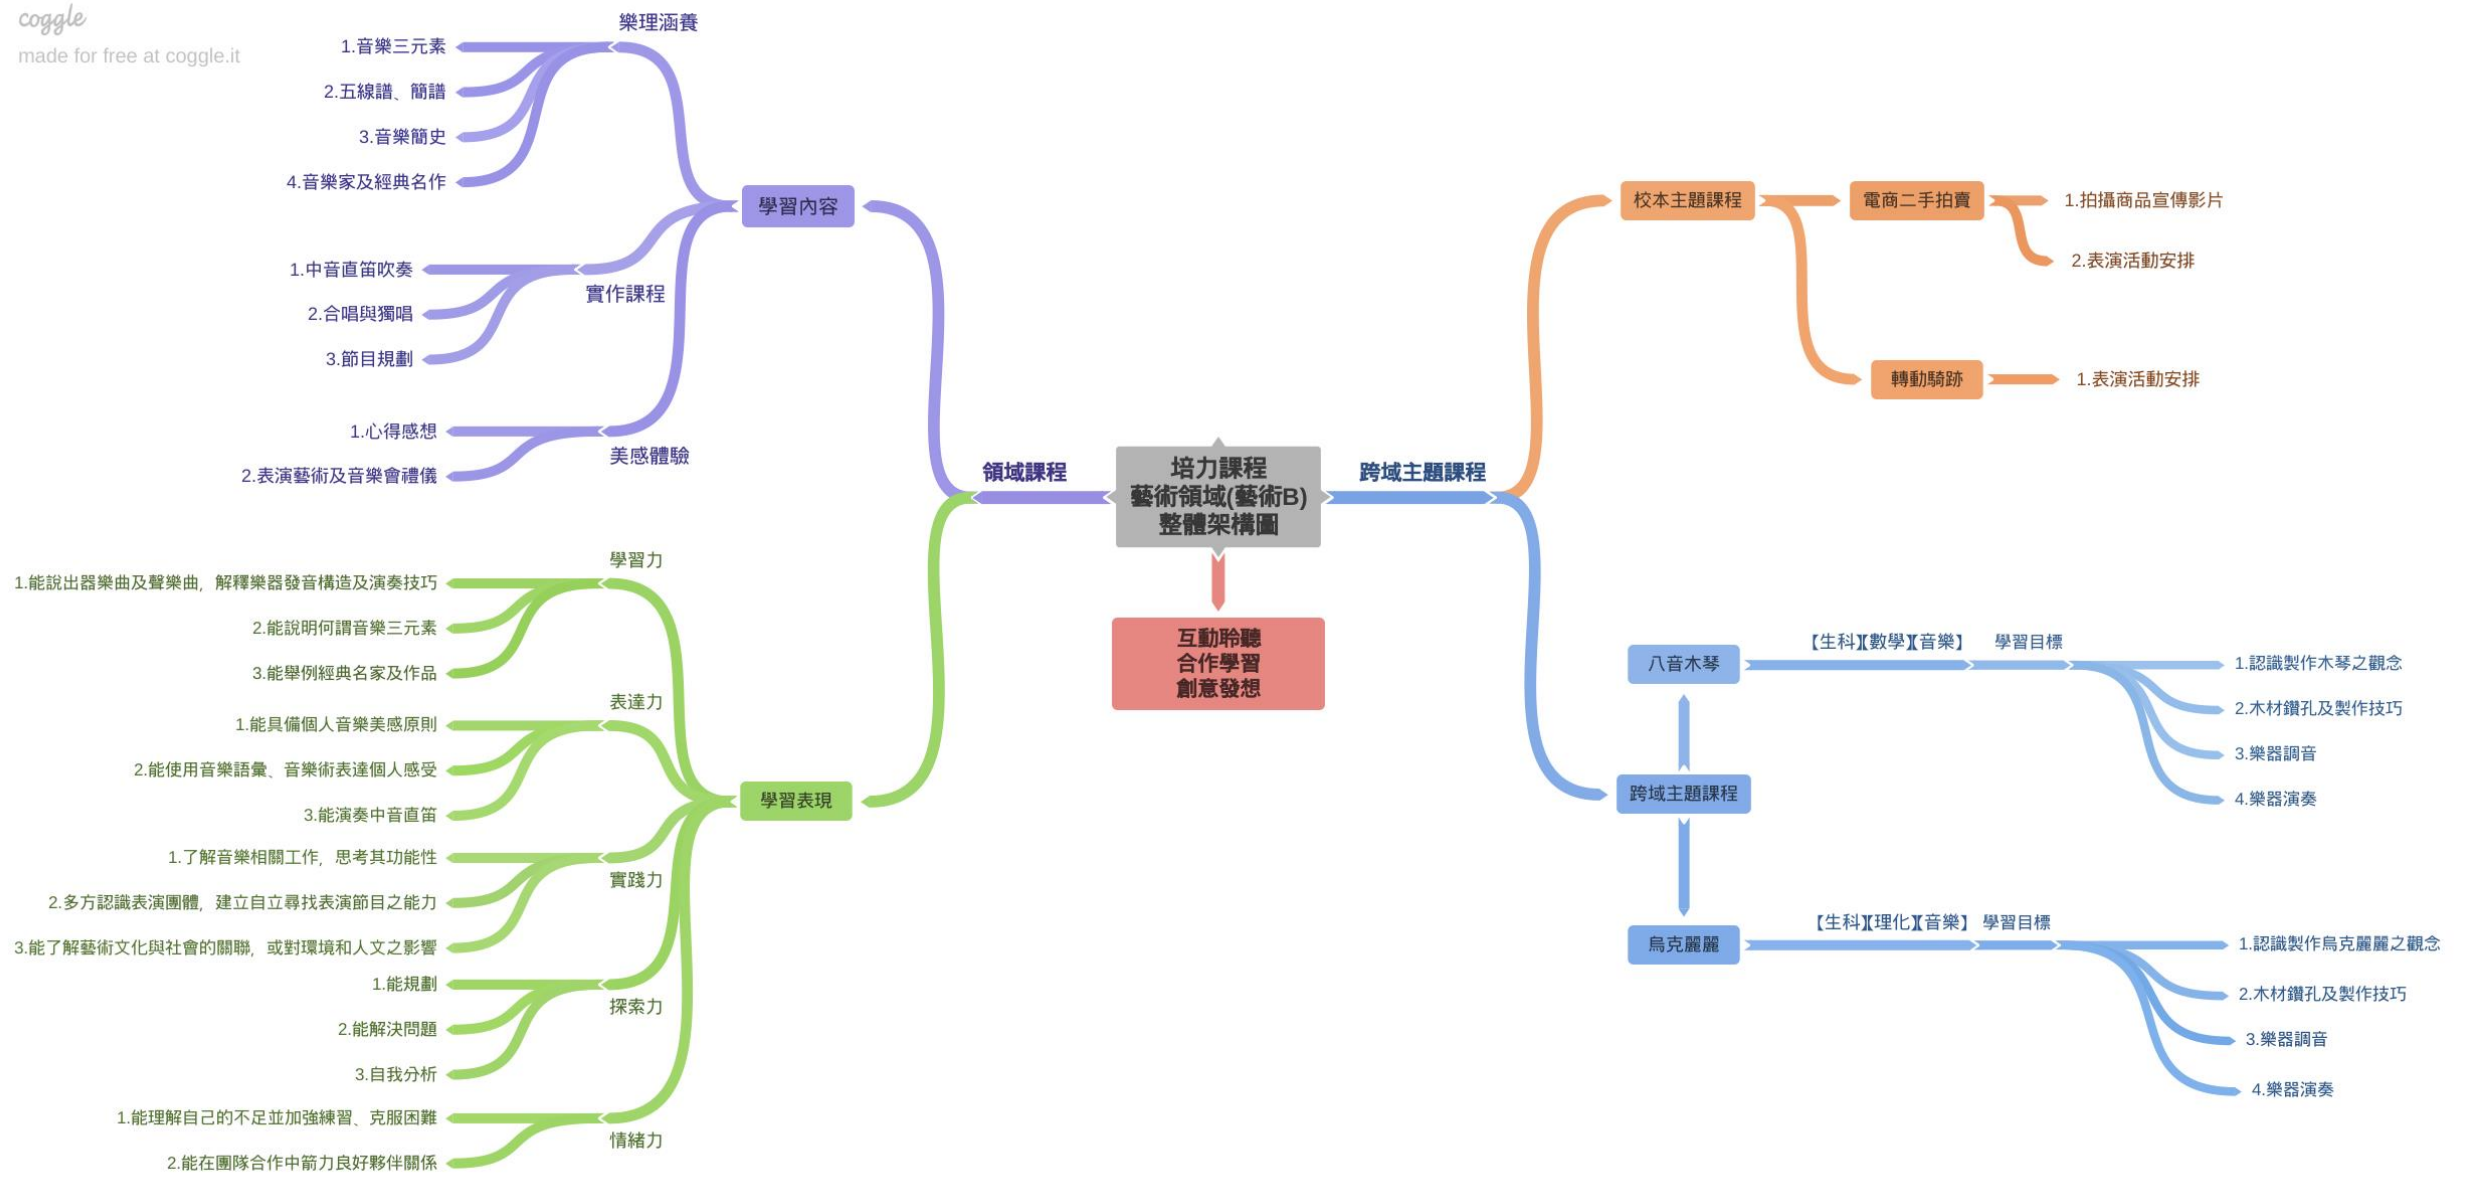 coggle
made for free at coggle.it
培力課程
藝術領域(藝術B)
整體架構圖
互動聆聽
合作學習
創意發想
領域課程
學習內容
樂理涵養
1.音樂三元素
2.五線譜、簡譜
3.音樂簡史
4.音樂家及經典名作
實作課程
1.中音直笛吹奏
2.合唱與獨唱
3.節目規劃
美感體驗
1.心得感想
2.表演藝術及音樂會禮儀
學習表現
學習力
1.能說出器樂曲及聲樂曲，解釋樂器發音構造及演奏技巧
2.能說明何謂音樂三元素
3.能舉例經典名家及作品
表達力
1.能具備個人音樂美感原則
2.能使用音樂語彙、音樂術表達個人感受
3.能演奏中音直笛
實踐力
1.了解音樂相關工作，思考其功能性
2.多方認識表演團體，建立自立尋找表演節目之能力
3.能了解藝術文化與社會的關聯，或對環境和人文之影響
探索力
1.能規劃
2.能解決問題
3.自我分析
情緒力
1.能理解自己的不足並加強練習、克服困難
2.能在團隊合作中箭力良好夥伴關係
跨域主題課程
校本主題課程
電商二手拍賣
1.拍攝商品宣傳影片
2.表演活動安排
轉動騎跡
1.表演活動安排
跨域主題課程
八音木琴
【生科】【數學】【音樂】
學習目標
1.認識製作木琴之觀念
2.木材鑽孔及製作技巧
3.樂器調音
4.樂器演奏
烏克麗麗
【生科】【理化】【音樂】
學習目標
1.認識製作烏克麗麗之觀念
2.木材鑽孔及製作技巧
3.樂器調音
4.樂器演奏